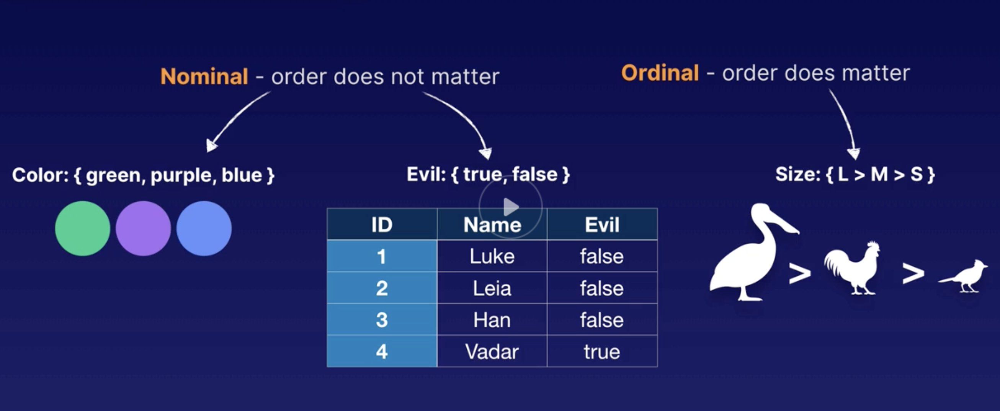 Nominal - order does not matter
Color: { green, purple, blue }
Evil: { true, false }
ID Name Evil
1 Luke false
2 Leia false
3 Han false
4 Vadar true
Ordinal - order does matter
Size: { L > M > S }
> >